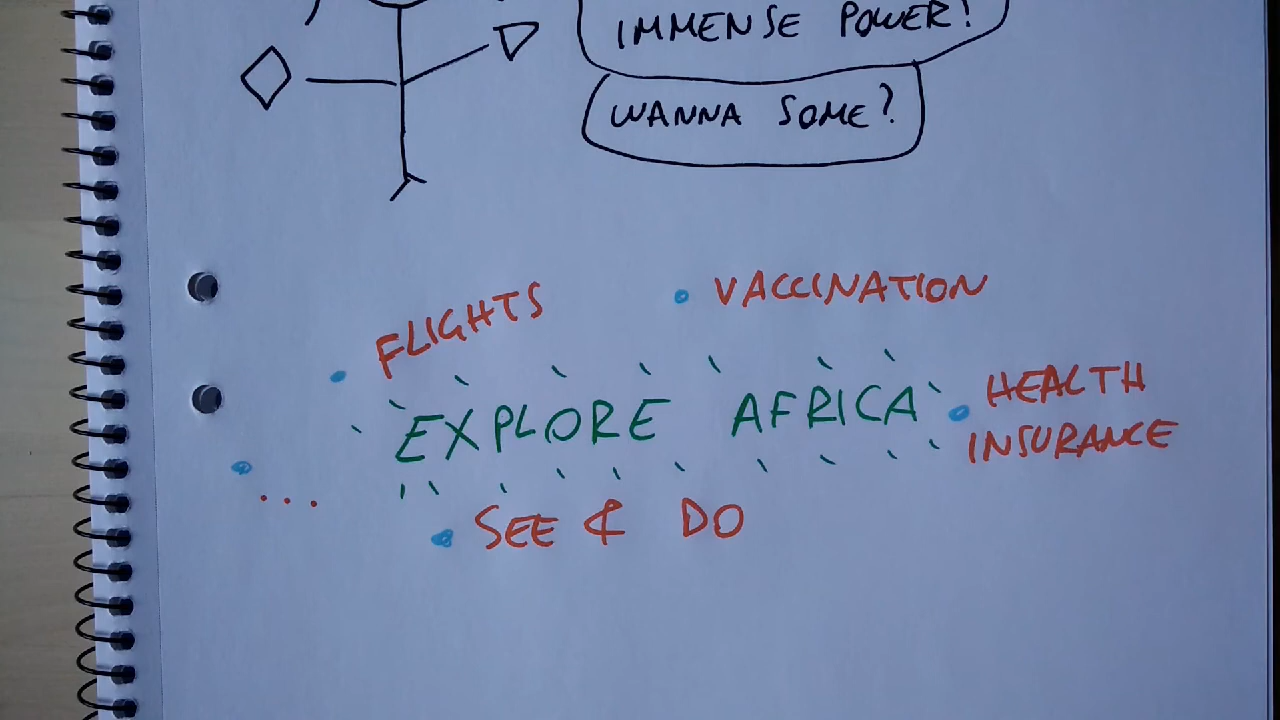 IMMENSE POWER!
WANNA SOME?
FLIGHTS
VACCINATION
EXPLORE AFRICA
HEALTH
INSURANCE
...
SEE & DO